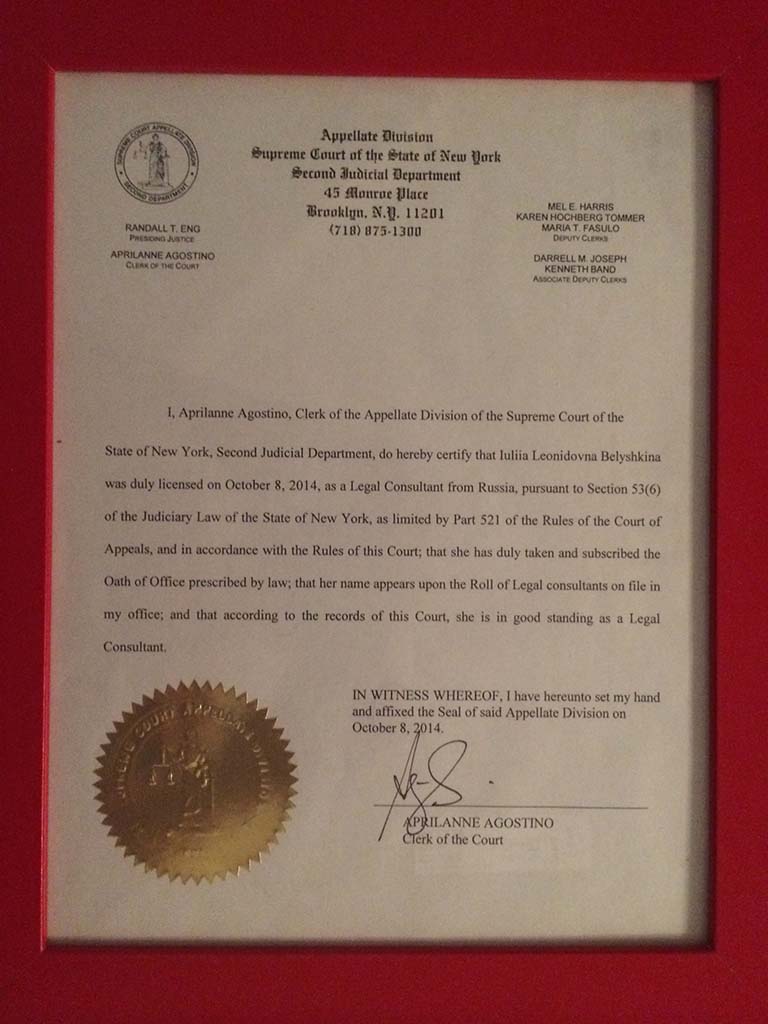 SUPREME COURT APPELLATE DIVISION
SECOND DEPARTMENT
Appellate Division
Supreme Court of the State of New York
Second Judicial Department
45 Monroe Place
Brooklyn, N.Y. 11201
(718) 875-1300
RANDALL T. ENG
PRESIDING JUSTICE
APRILANNE AGOSTINO
CLERK OF THE COURT
MEL E. HARRIS
KAREN HOCHBERG TOMMER
MARIA T. FASULO
DEPUTY CLERKS
DARRELL M. JOSEPH
KENNETH BAND
ASSOCIATE DEPUTY CLERKS
I, Aprilanne Agostino, Clerk of the Appellate Division of the Supreme Court of the
State of New York, Second Judicial Department, do hereby certify that Iuliia Leonidovna Belyshkina
was duly licensed on October 8, 2014, as a Legal Consultant from Russia, pursuant to Section 53(6)
of the Judiciary Law of the State of New York, as limited by Part 521 of the Rules of the Court of
Appeals, and in accordance with the Rules of this Court; that she has duly taken and subscribed the
Oath of Office prescribed by law; that her name appears upon the Roll of Legal consultants on file in
my office; and that according to the records of this Court, she is in good standing as a Legal
Consultant.
IN WITNESS WHEREOF, I have hereunto set my hand
and affixed the Seal of said Appellate Division on
October 8, 2014.
APRILANNE AGOSTINO
Clerk of the Court
SUPREME COURT APPELLATE DIVISION